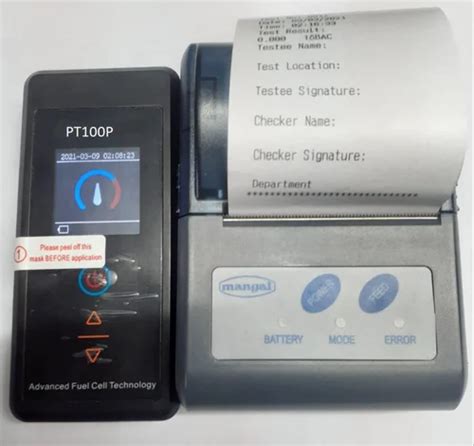 PT100P
2021-03-09 02:08:23
1
Please peel off this
mask BEFORE application
Advanced Fuel Cell Technology
Test Result:
0.000 %BAC
Testee Name:
Test Location:
Testee Signature:
Checker Name:
Checker Signature:
Department
mangal
POWER
FEED
BATTERY MODE ERROR